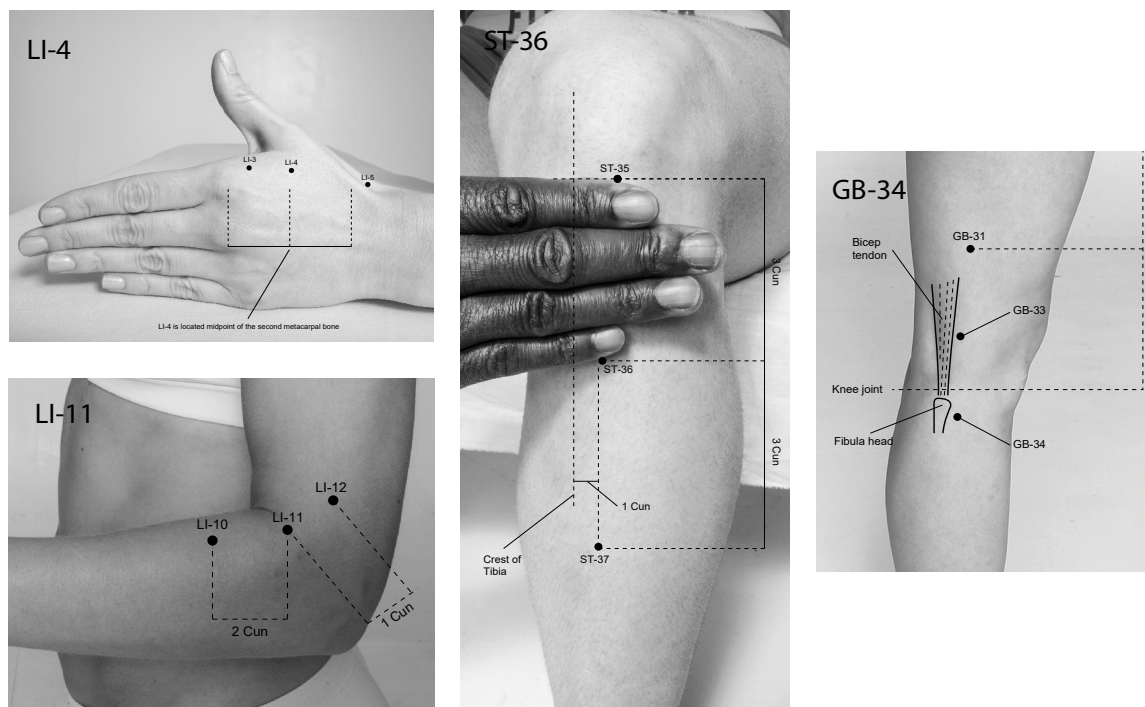 LI-4
LI-3
LI-4
LI-5
LI-4 is located midpoint of the second metacarpal bone
LI-11
LI-12
LI-10
LI-11
2 Cun
1 Cun
ST-36
ST-35
3 Cun
ST-36
3 Cun
1 Cun
Crest of
Tibia
ST-37
GB-34
GB-31
Bicep
tendon
GB-33
Knee joint
Fibula head
GB-34